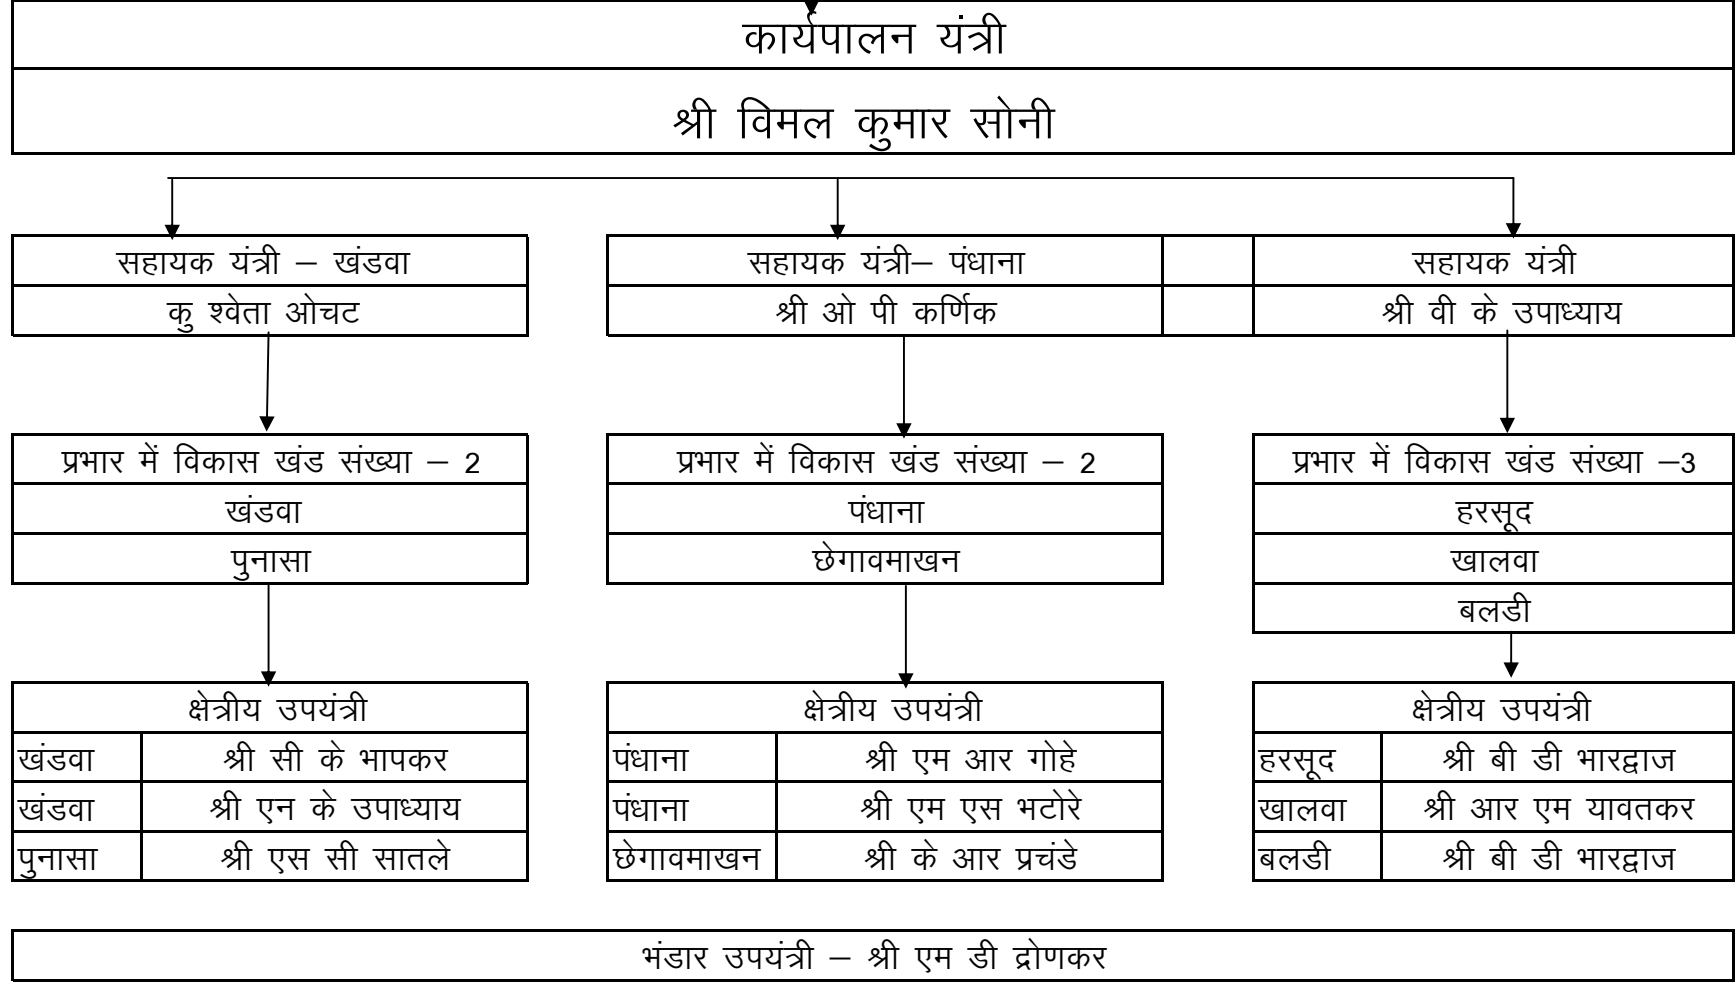 कार्यपालन यंत्री
श्री विमल कुमार सोनी
सहायक यंत्री – खंडवा
कु श्वेता ओचट
सहायक यंत्री– पंधाना
श्री ओ पी कर्णिक
सहायक यंत्री
श्री वी के उपाध्याय
प्रभार में विकास खंड संख्या – 2
खंडवा
पुनासा
प्रभार में विकास खंड संख्या – 2
पंधाना
छेगावमाखन
प्रभार में विकास खंड संख्या –3
हरसूद
खालवा
बलडी
क्षेत्रीय उपयंत्री
खंडवा श्री सी के भापकर
खंडवा श्री एन के उपाध्याय
पुनासा श्री एस सी सातले
क्षेत्रीय उपयंत्री
पंधाना श्री एम आर गोहे
पंधाना श्री एम एस भटोरे
छेगावमाखन श्री के आर प्रचंडे
क्षेत्रीय उपयंत्री
हरसूद श्री बी डी भारद्वाज
खालवा श्री आर एम यावतकर
बलडी श्री बी डी भारद्वाज
भंडार उपयंत्री – श्री एम डी द्रोणकर